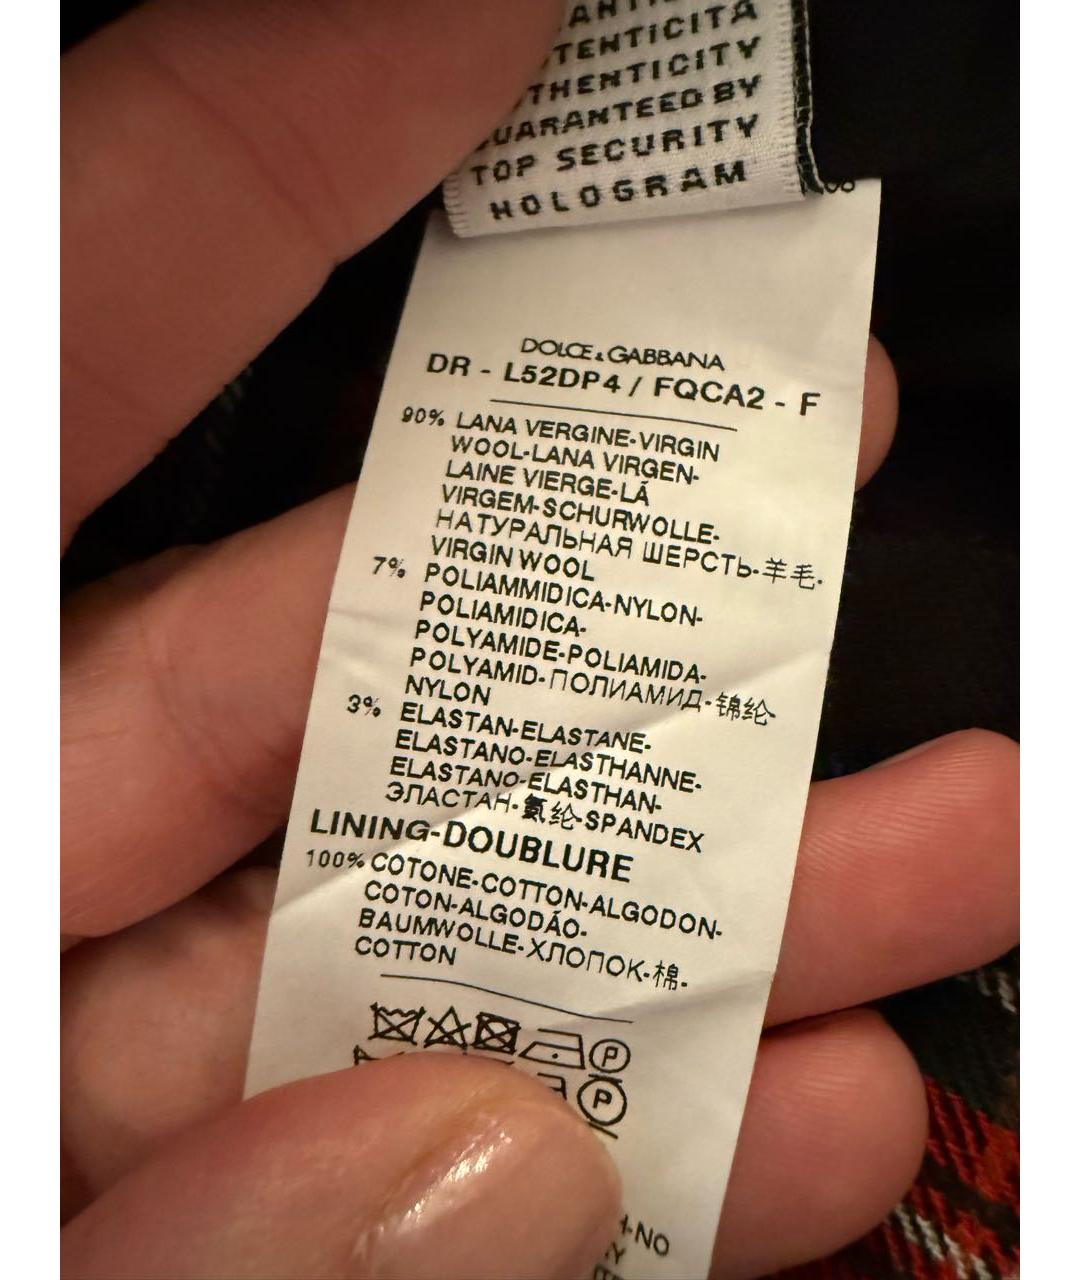 TENTICITÀ
THENTICITY
GUARANTEED BY
TOP SECURITY
HOLOGRAM
DOLCE & GABBANA
DR - L52DP4 / FQCA2 - F
90% LANA VERGINE-VIRGIN
WOOL-LANA VIRGEN-
LAINE VIERGE-LÃ
VIRGEM-SCHURWOLLE-
НАТУРАЛЬНАЯ ШЕРСТЬ-羊毛-
VIRGIN WOOL
7% POLIAMMIDICA-NYLON-
POLIAMIDICA-
POLYAMIDE-POLIAMIDA-
POLYAMID-ПОЛИАМИД-锦纶-
NYLON
3% ELASTAN-ELASTANE-
ELASTANO-ELASTHANNE-
ELASTANO-ELASTHAN-
ЭЛАСТАН-氨纶-SPANDEX
LINING-DOUBLURE
100% COTONE-COTTON-ALGODON-
COTON-ALGODÃO-
BAUMWOLLE-ХЛОПОК-棉-
COTTON
P
P
-NO